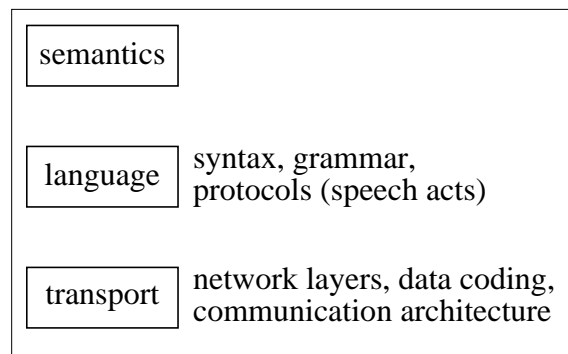 semantics
language
syntax, grammar,
protocols (speech acts)
transport
network layers, data coding,
communication architecture